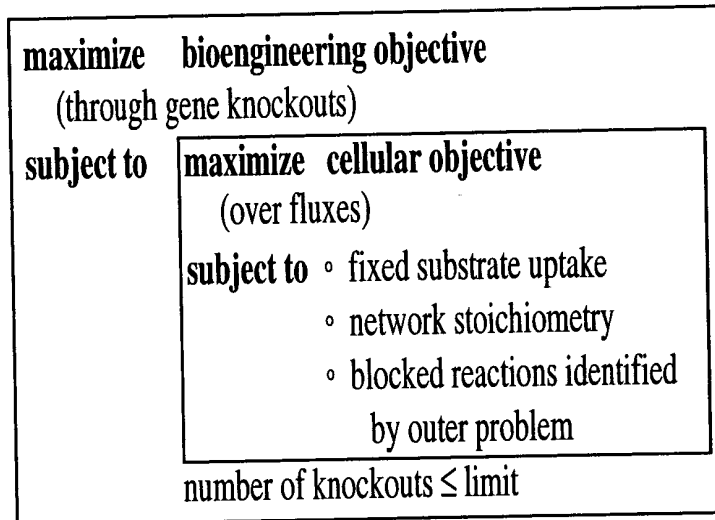 maximize bioengineering objective
(through gene knockouts)
subject to maximize cellular objective
(over fluxes)
subject to ∘ fixed substrate uptake
∘ network stoichiometry
∘ blocked reactions identified
by outer problem
number of knockouts ≤ limit